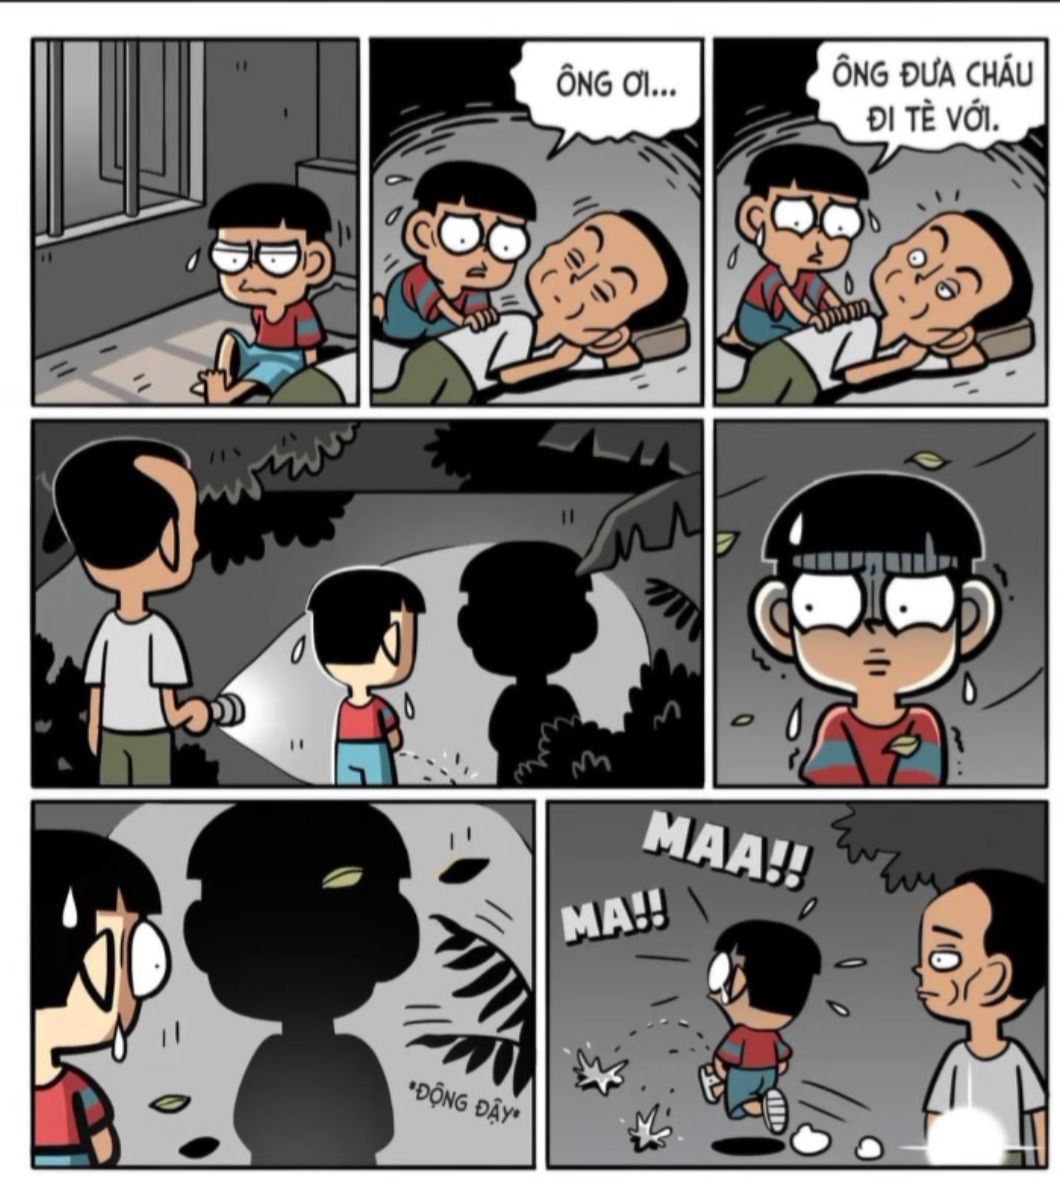 ÔNG ƠI...
ÔNG ĐƯA CHÁU
ĐI TÈ VỚI.
*ĐỘNG ĐẬY*
MAA!!
MA!!